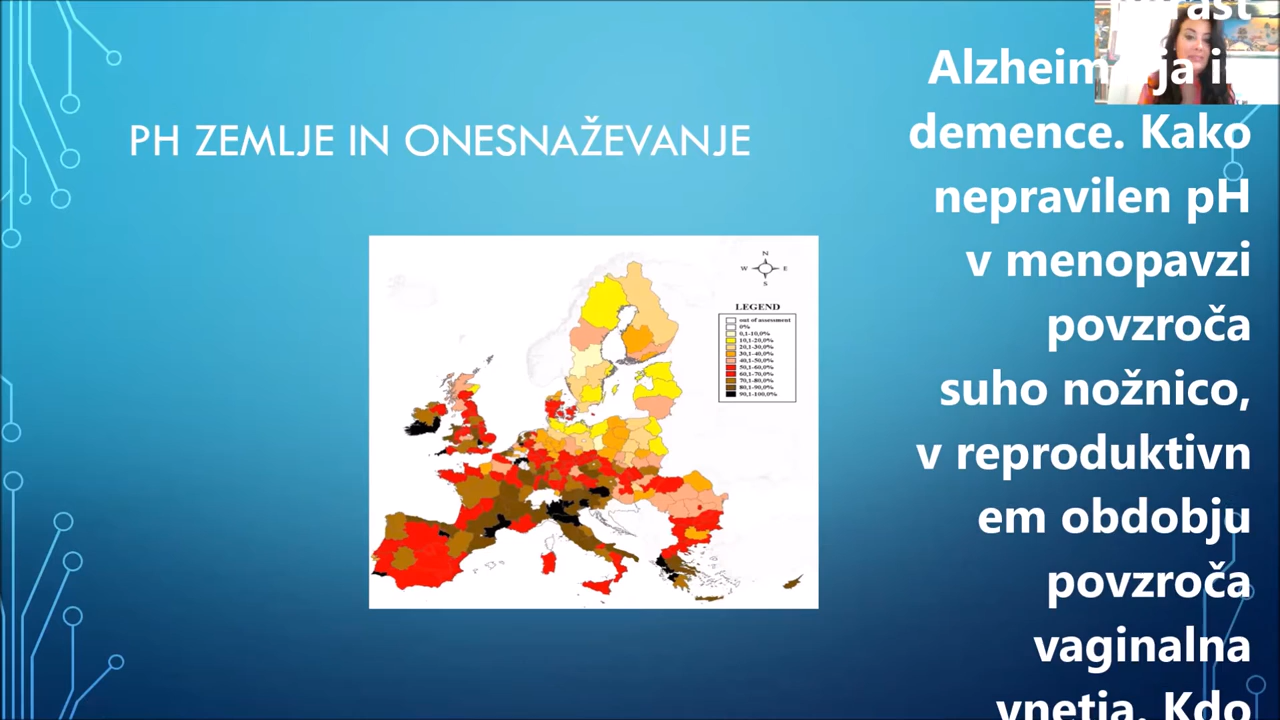 PH ZEMLJE IN ONESNAŽEVANJE
N
W E
S
LEGEND
out of assessment
0%
0,1-10,0%
10,1-20,0%
20,1-30,0%
30,1-40,0%
40,1-50,0%
50,1-60,0%
60,1-70,0%
70,1-80,0%
80,1-90,0%
90,1-100,0%
demence. Kako
nepravilen pH
v menopavzi
povzroča
suho nožnico,
v reproduktivn
em obdobju
povzroča
vaginalna
vnetja. Kdo